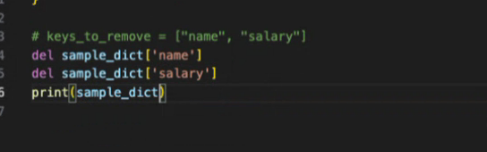 }
# keys_to_remove = ["name", "salary"]
del sample_dict['name']
del sample_dict['salary']
print(sample_dict)